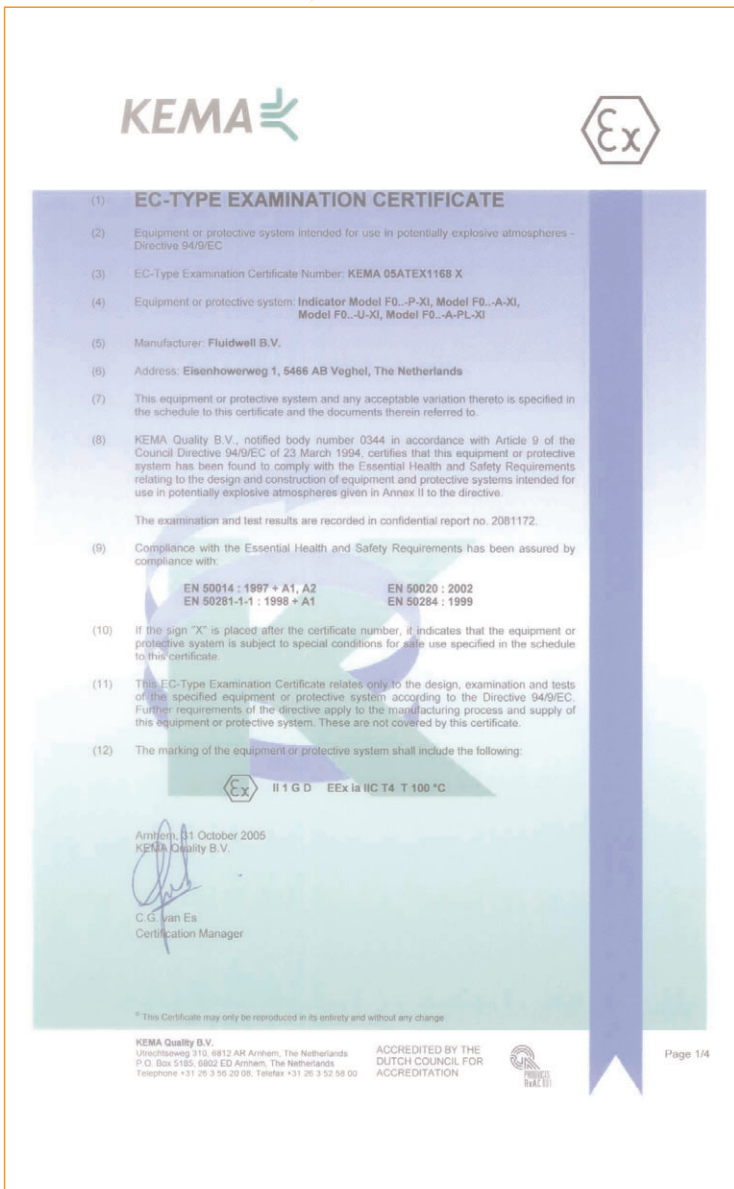 KEMA
Ex
(1) EC-TYPE EXAMINATION CERTIFICATE
(2) Equipment or protective system intended for use in potentially explosive atmospheres -
Directive 94/9/EC
(3) EC-Type Examination Certificate Number: KEMA 05ATEX1168 X
(4) Equipment or protective system: Indicator Model F0..-P-XI, Model F0..-A-XI,
Model F0..-U-XI, Model F0..-A-PL-XI
(5) Manufacturer: Fluidwell B.V.
(6) Address: Eisenhowerweg 1, 5466 AB Veghel, The Netherlands
(7) This equipment or protective system and any acceptable variation thereto is specified in
the schedule to this certificate and the documents therein referred to.
(8) KEMA Quality B.V., notified body number 0344 in accordance with Article 9 of the
Council Directive 94/9/EC of 23 March 1994, certifies that this equipment or protective
system has been found to comply with the Essential Health and Safety Requirements
relating to the design and construction of equipment and protective systems intended for
use in potentially explosive atmospheres given in Annex II to the directive.
The examination and test results are recorded in confidential report no. 2081172.
(9) Compliance with the Essential Health and Safety Requirements has been assured by
compliance with:
EN 50014 : 1997 + A1, A2 EN 50020 : 2002
EN 50281-1-1 : 1998 + A1 EN 50284 : 1999
(10) If the sign "X" is placed after the certificate number, it indicates that the equipment or
protective system is subject to special conditions for safe use specified in the schedule
to this certificate.
(11) This EC-Type Examination Certificate relates only to the design, examination and tests
of the specified equipment or protective system according to the Directive 94/9/EC.
Further requirements of the directive apply to the manufacturing process and supply of
this equipment or protective system. These are not covered by this certificate.
(12) The marking of the equipment or protective system shall include the following:
Ex II 1 G D EEx ia IIC T4 T 100 °C
Arnhem, 31 October 2005
KEMA Quality B.V.
C.G. van Es
Certification Manager
© This Certificate may only be reproduced in its entirety and without any change
KEMA Quality B.V.
Utrechtseweg 310, 6812 AR Arnhem, The Netherlands
P.O. Box 5185, 6802 ED Arnhem, The Netherlands
Telephone +31 26 3 56 20 08, Telefax +31 26 3 52 58 00
ACCREDITED BY THE
DUTCH COUNCIL FOR
ACCREDITATION
PRODUCTS
RvA C 001
Page 1/4